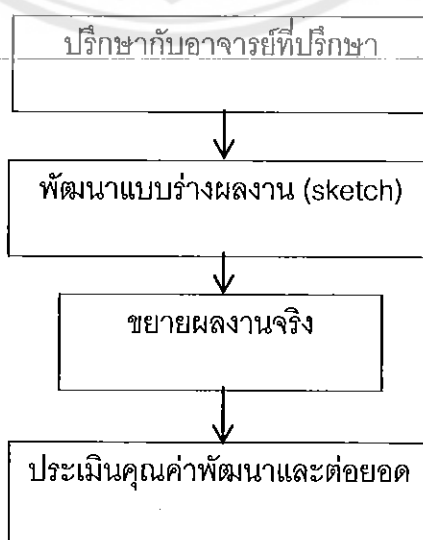 ปรึกษากับอาจารย์ที่ปรึกษา
พัฒนาแบบร่างผลงาน (sketch)
ขยายผลงานจริง
ประเมินคุณค่าพัฒนาและต่อยอด